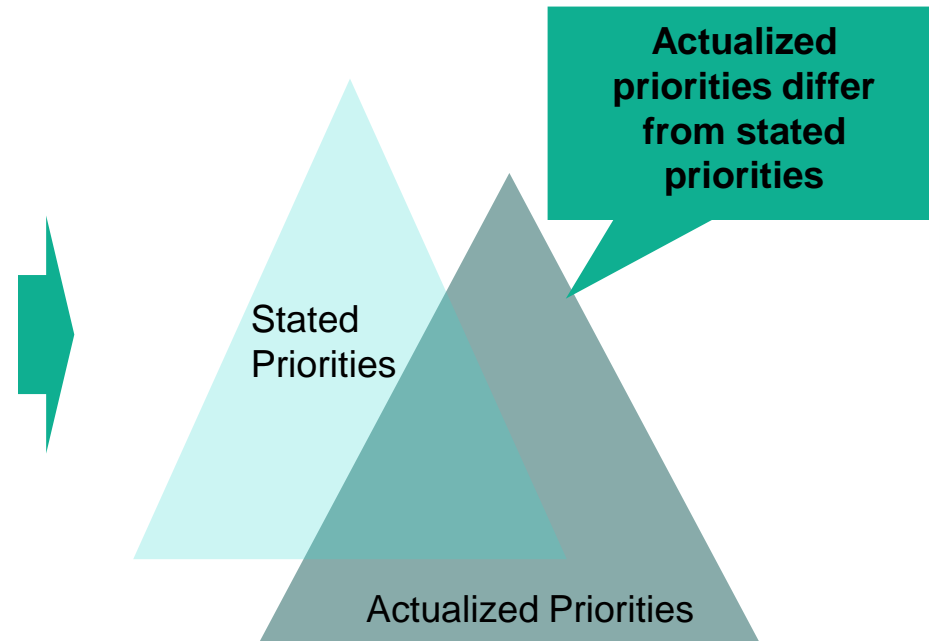 Actualized
priorities differ
from stated
priorities
Stated
Priorities
Actualized Priorities